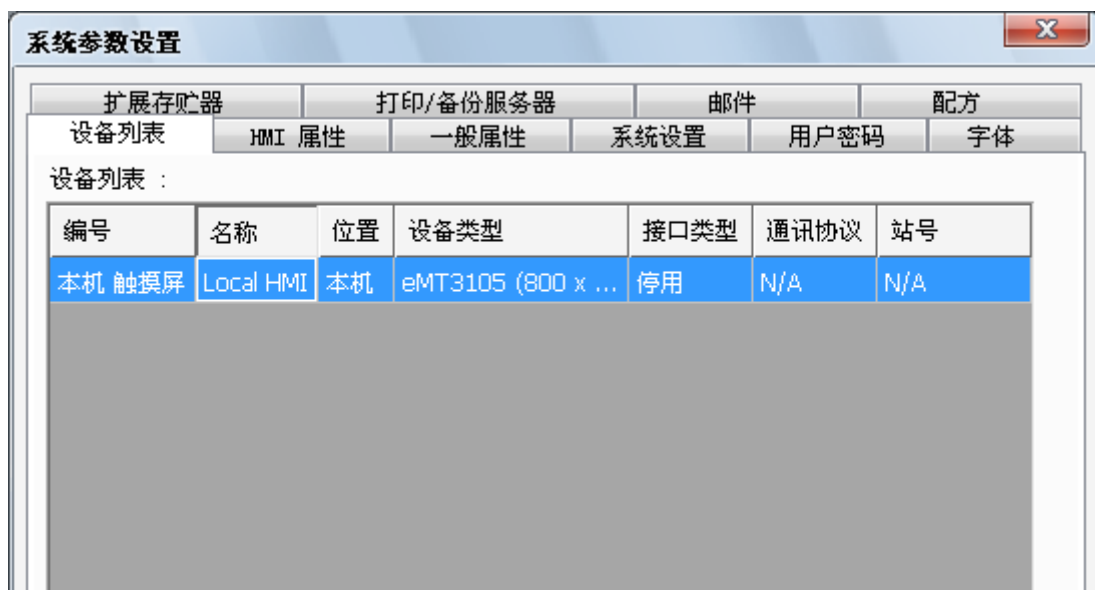 系统参数设置
扩展存贮器 打印/备份服务器 邮件 配方
设备列表 HMI 属性 一般属性 系统设置 用户密码 字体
设备列表 :
编号 名称 位置 设备类型 接口类型 通讯协议 站号
本机 触摸屏 Local HMI 本机 eMT3105 (800 x ... 停用 N/A N/A